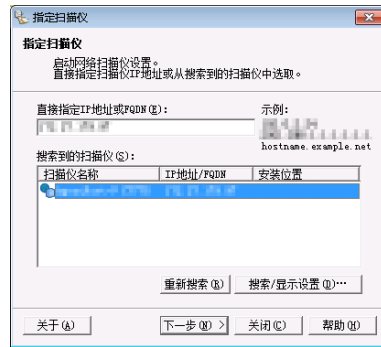 指定扫描仪
指定扫描仪
启动网络扫描仪设置。
直接指定扫描仪IP地址或从搜索到的扫描仪中选取。
直接指定IP地址或FQDN(E):
示例:
hostname.example.net
搜索到的扫描仪(S):
扫描仪名称 IP地址/FQDN 安装位置
重新搜索(R) 搜索/显示设置(D)…
关于(A) 下一步(N) > 关闭(C) 帮助(H)